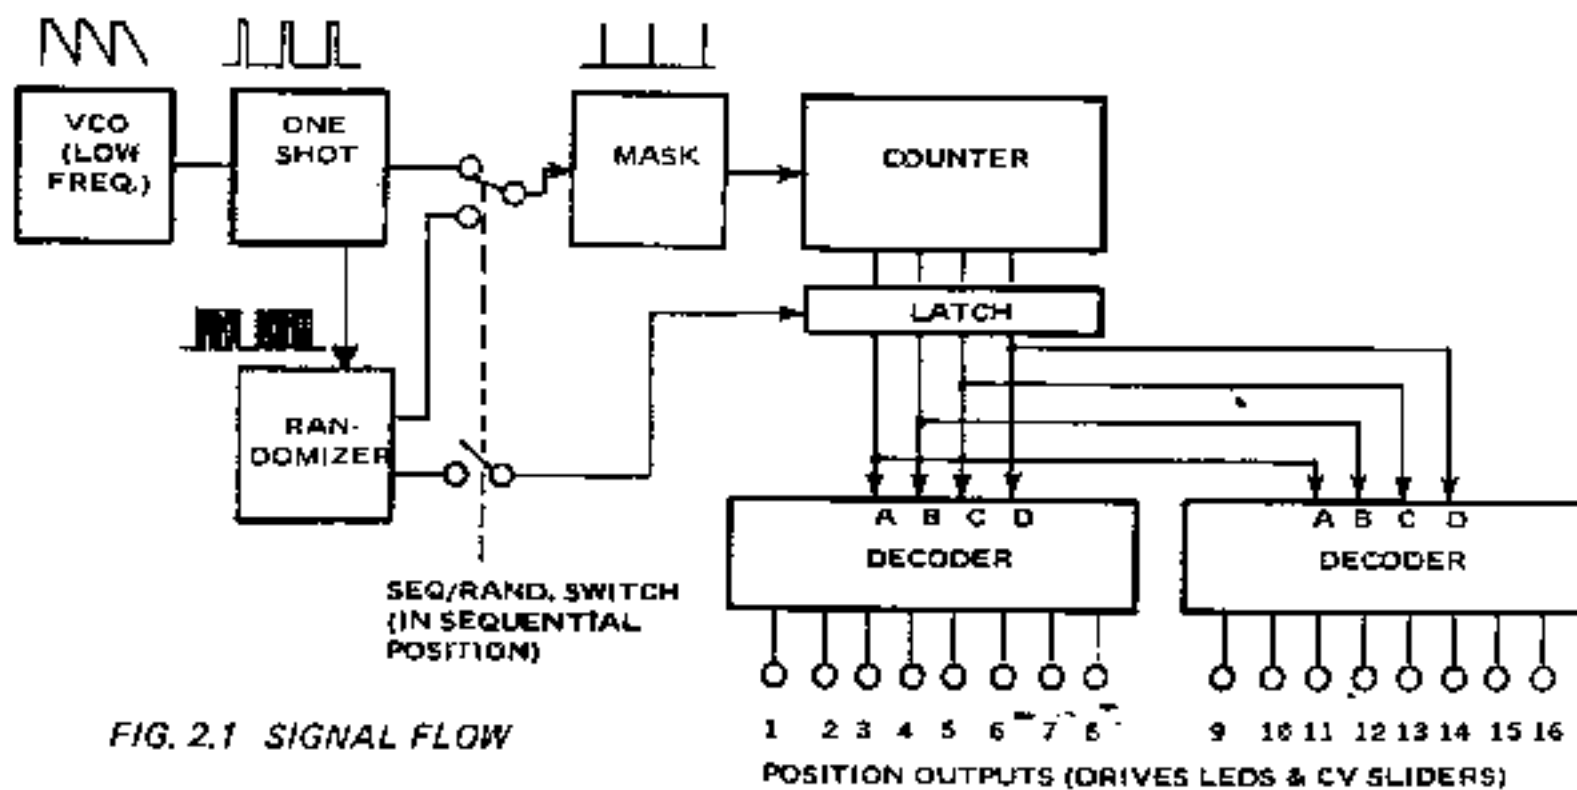 VCO
(LOW
FREQ.)
ONE
SHOT
MASK
COUNTER
LATCH
RAN-
DOMIZER
A B C D
DECODER
A B C D
DECODER
SEQ/RAND. SWITCH
(IN SEQUENTIAL
POSITION)
1 2 3 4 5 6 7 8
9 10 11 12 13 14 15 16
FIG. 2.1 SIGNAL FLOW
POSITION OUTPUTS (DRIVES LEDS & CV SLIDERS)